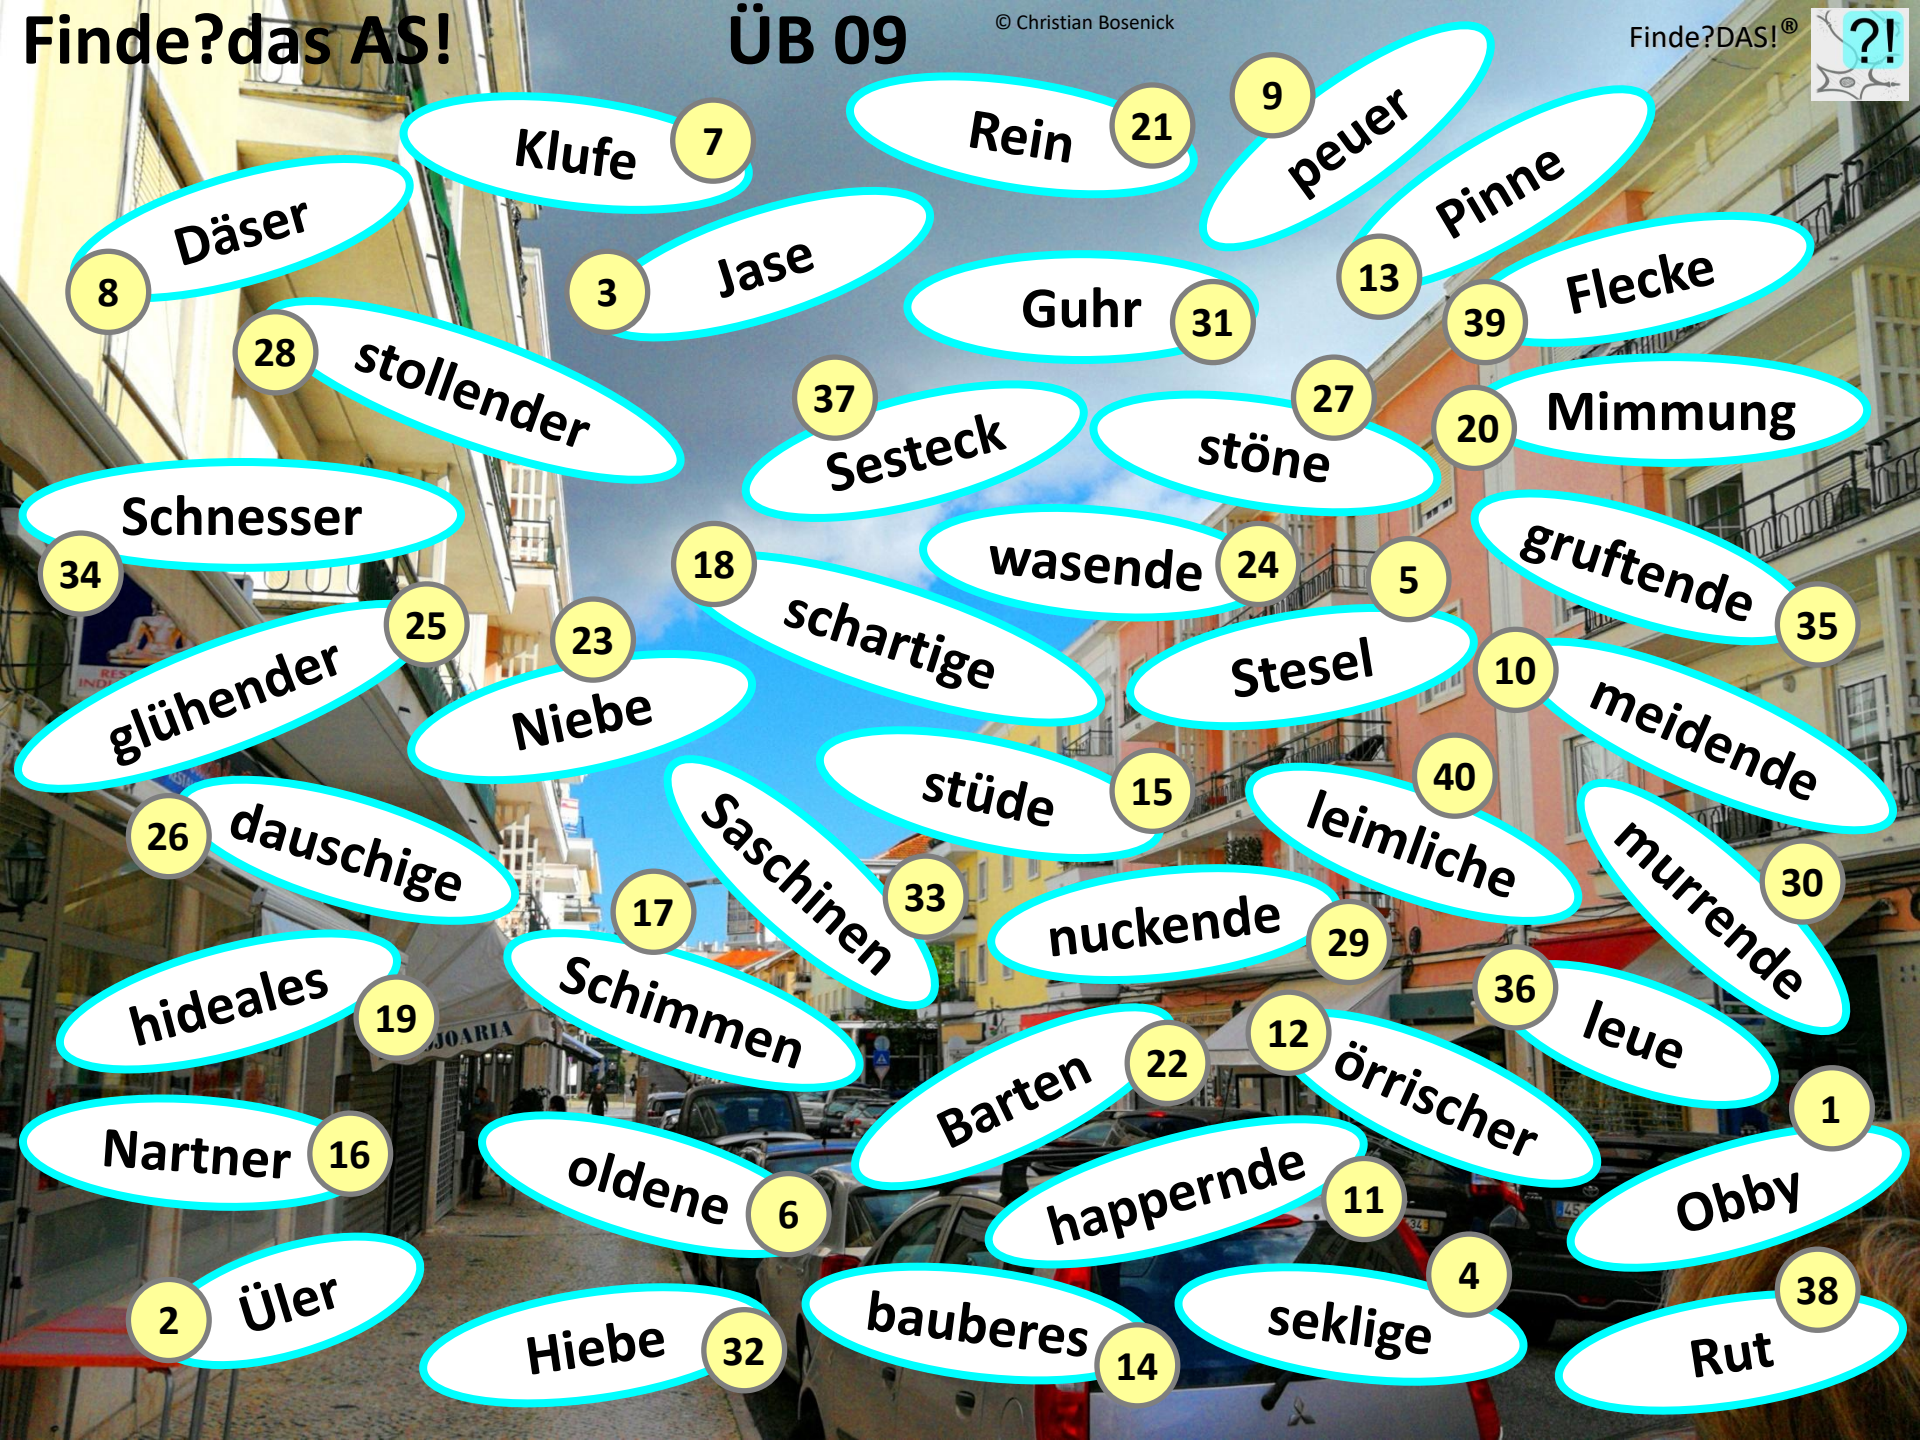 Finde?das AS!
ÜB 09
© Christian Bosenick
Finde?DAS!®
?!
Klufe 7
Rein 21
9 peuer
13 Pinne
Däser 8
3 Jase
Guhr 31
39 Flecke
28 stollender
37 Sesteck
27 stöne
20 Mimmung
Schnesser 34
18 schartige
wasende 24
5 Stesel
gruftende 35
glühender 25
23 Niebe
10 meidende
26 dauschige
Saschinen 33
stüde 15
40 leimliche
murrende 30
hideales 19
17 Schimmen
nuckende 29
36 leue
Barten 22
12 örrischer
Nartner 16
oldene 6
happernde 11
1 Obby
2 Üler
Hiebe 32
bauberes 14
seklige 4
38 Rut
JOARIA